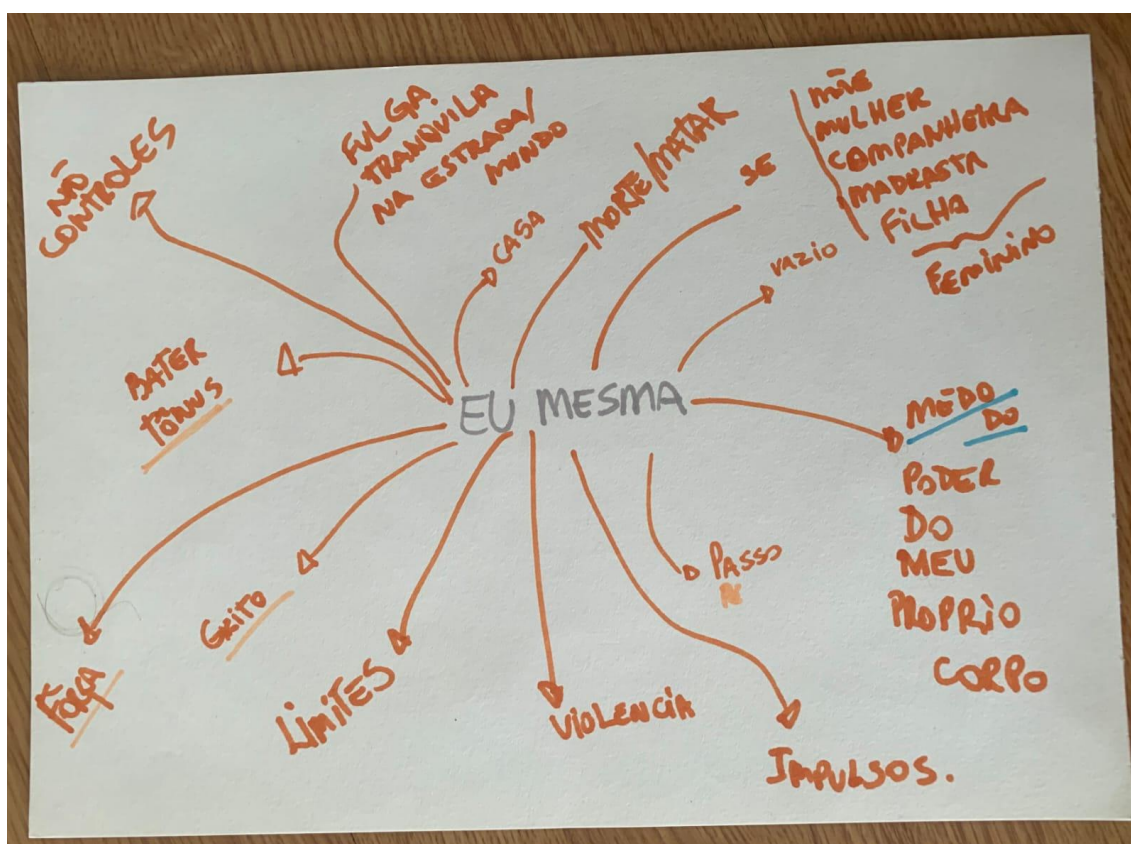 NÃO
CONTROLES
FULGA
TRANQUILA
NA ESTRADA/
MUNDO
CASA
MORTE/MATAR
SE
MÃE
MULHER
COMPANHEIRA
MADRASTA
FILHA
FEMININO
VAZIO
BATER
TÔNUS
EU MESMA
MEDO
DO
PODER
DO
MEU
PROPRIO
CORPO
PASSO
GRITO
FORÇA
LIMITES
VIOLENCIA
IMPULSOS.